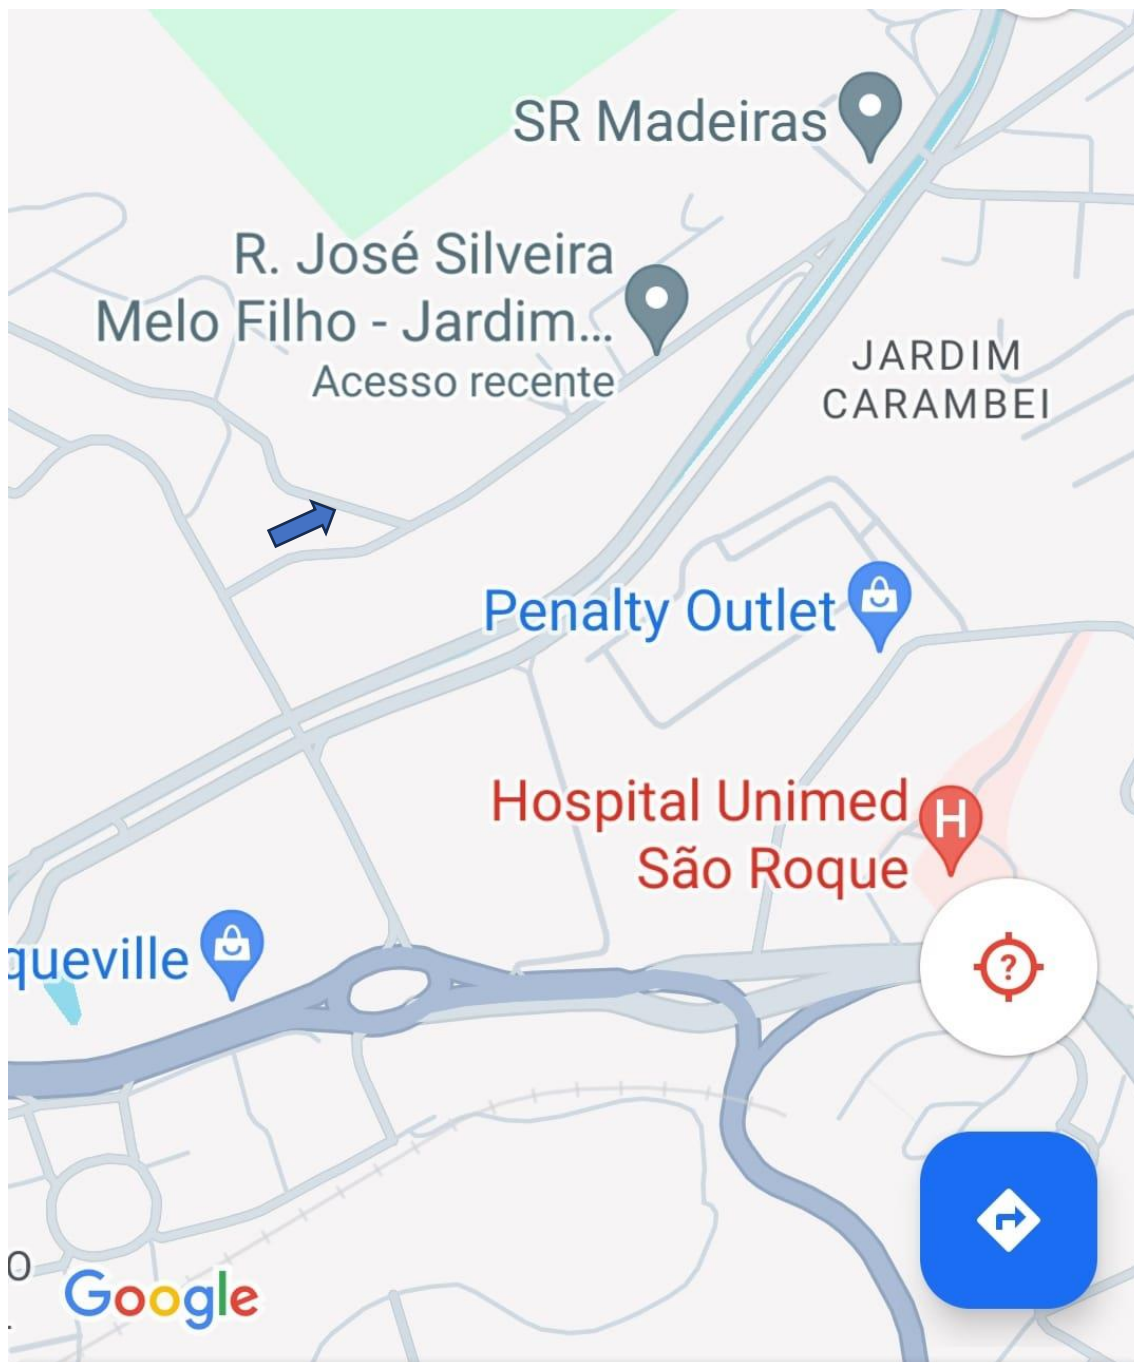 SR Madeiras
R. José Silveira
Melo Filho - Jardim...
Acesso recente
JARDIM
CARAMBEI
Penalty Outlet
Hospital Unimed
São Roque
H
queville
?
O
Google